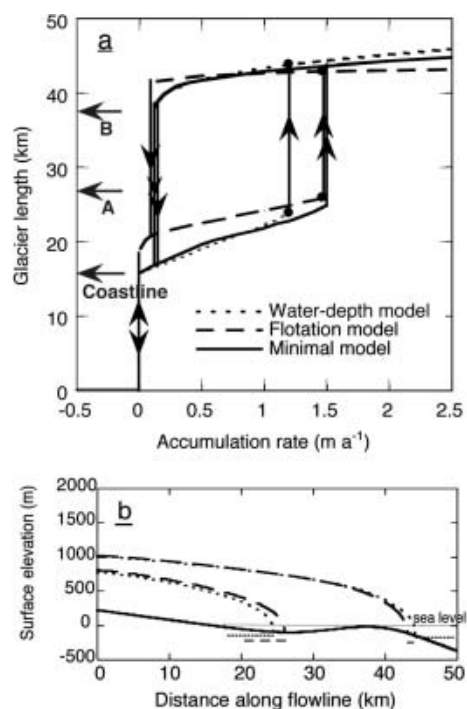 a
60
50
40
30
20
10
0
Glacier length (km)
B
A
Coastline
Water-depth model
Flotation model
Minimal model
-0.5 0 0.5 1 1.5 2 2.5
Accumulation rate (m a⁻¹)
b
2000
1500
1000
500
0
-500
Surface elevation (m)
sea level
0 10 20 30 40 50
Distance along flowline (km)